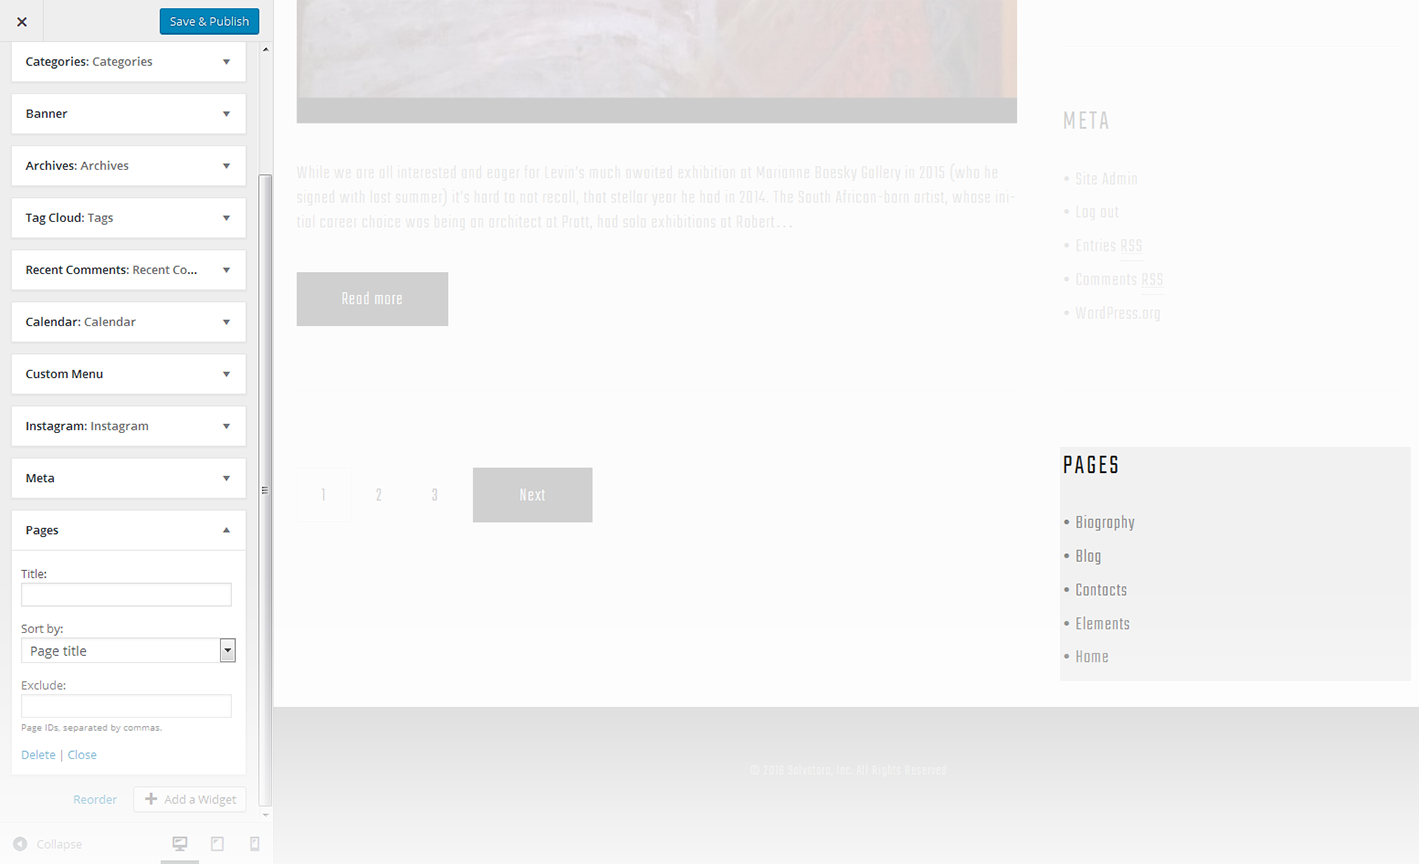 Save & Publish
Categories: Categories
Banner
Archives: Archives
Tag Cloud: Tags
Recent Comments: Recent Co...
Calendar: Calendar
Custom Menu
Instagram: Instagram
Meta
Pages
Title:
Sort by:
Page title
Exclude:
Page IDs, separated by commas.
Delete | Close
Reorder
Add a Widget
Collapse
While we are all interested and eager for Levin's much awaited exhibition at Marianne Boesky Gallery in 2015 (who he
signed with last summer) it's hard to not recall, that stellar year he had in 2014. The South African-born artist, whose ini-
tial career choice was being an architect at Pratt, had solo exhibitions at Robert...
Read more
1 2 3 Next
META
• Site Admin
• Log out
• Entries RSS
• Comments RSS
• WordPress.org
PAGES
• Biography
• Blog
• Contacts
• Elements
• Home
© 2016 Salvatore, Inc. All Rights Reserved